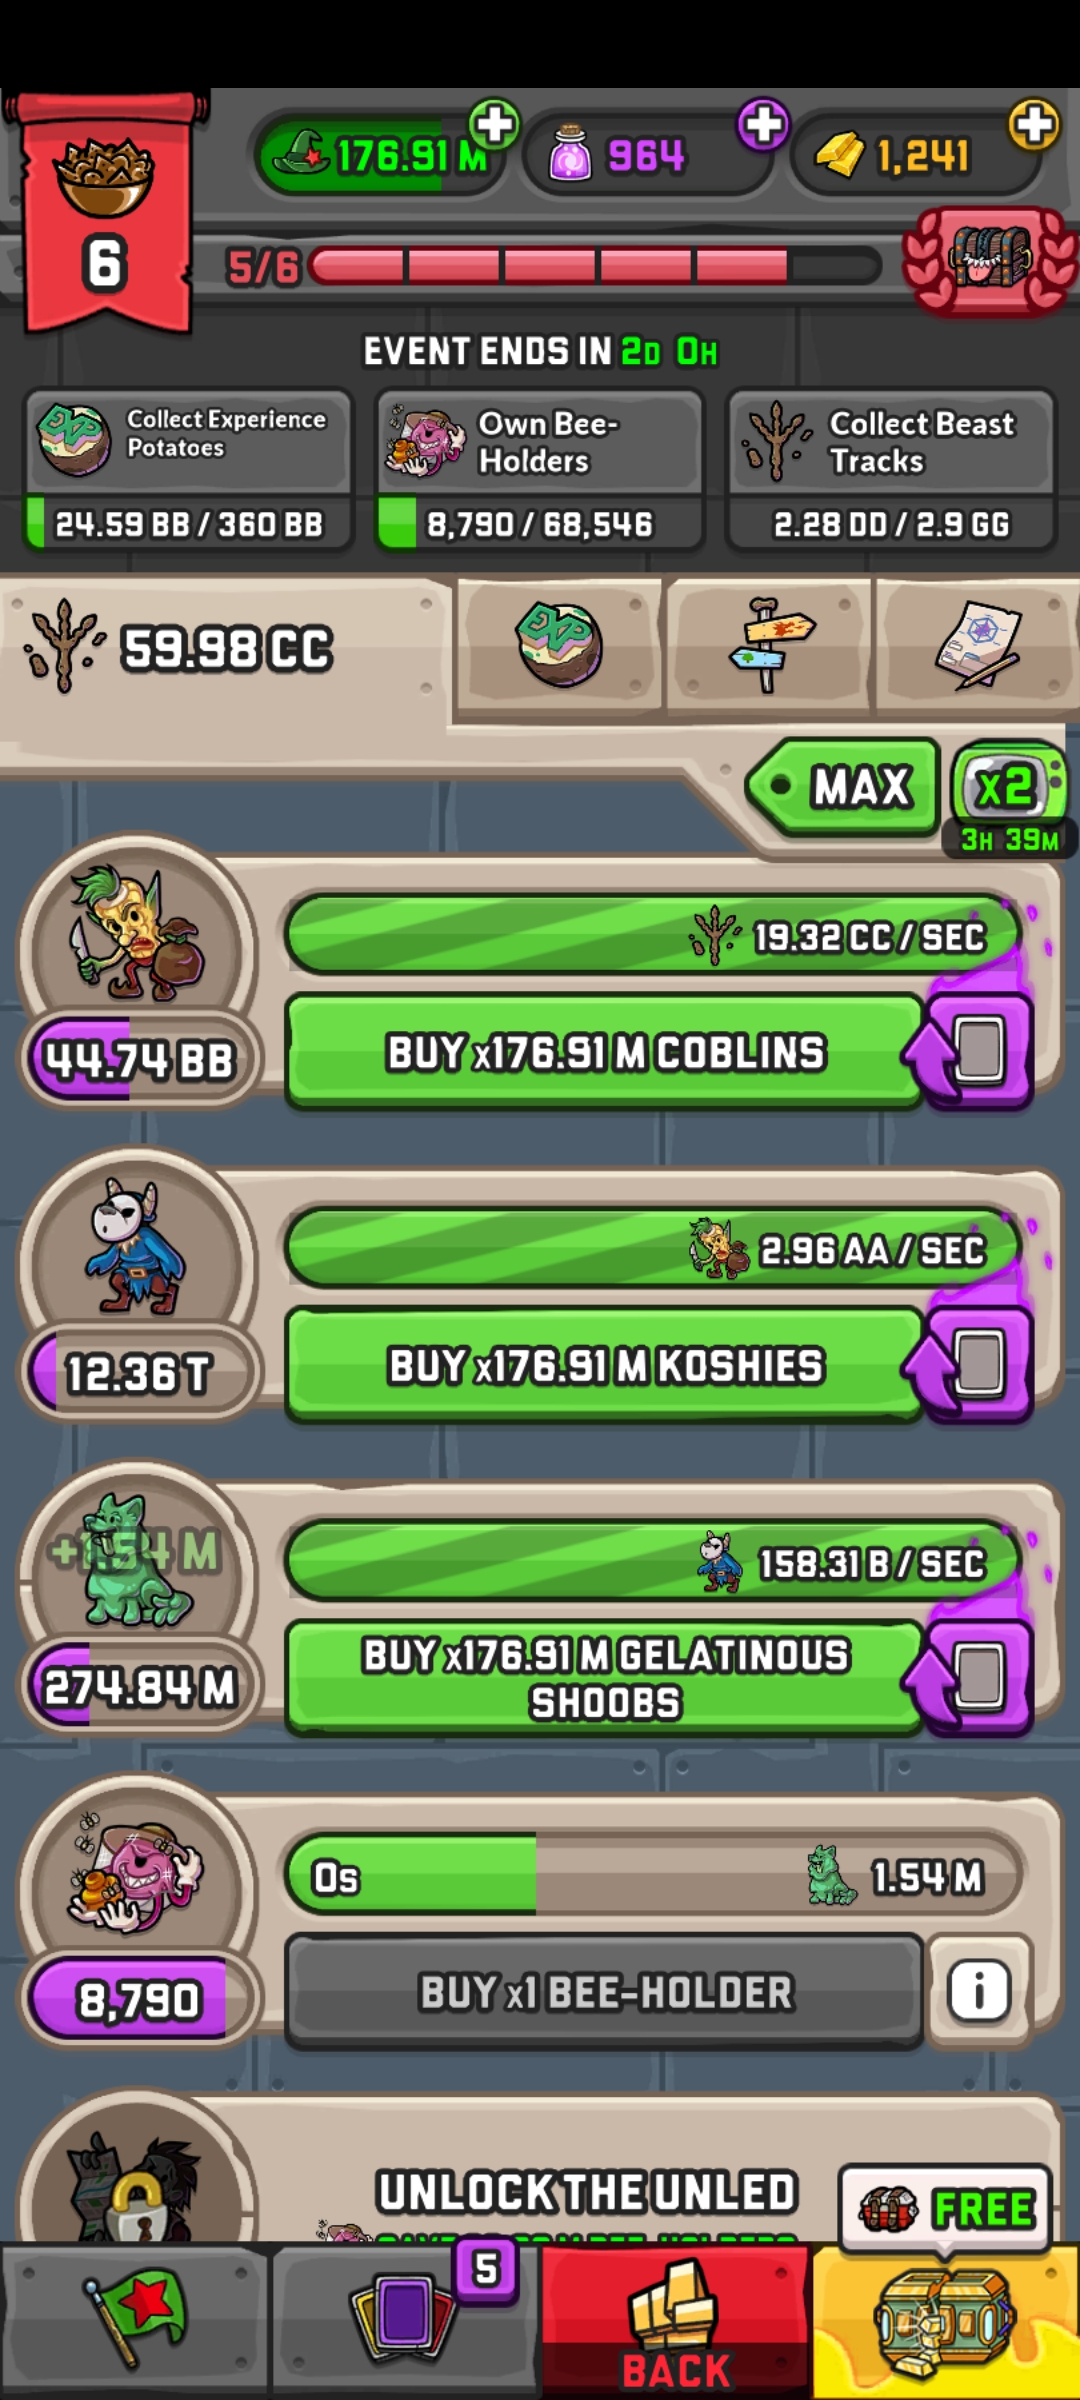 176.91 M
964
1,241
6
5/6
EVENT ENDS IN 2D 0H
Collect Experience
Potatoes
24.59 BB / 360 BB
Own Bee-
Holders
8,790 / 68,546
Collect Beast
Tracks
2.28 DD / 2.9 GG
59.98 CC
EXP
MAX
x2
3H 39M
19.32 CC / SEC
44.74 BB
BUY x176.91 M COBLINS
2.96 AA / SEC
12.36 T
BUY x176.91 M KOSHIES
+1.54 M
158.31 B / SEC
274.84 M
BUY x176.91 M GELATINOUS
SHOOBS
0s
1.54 M
8,790
BUY x1 BEE-HOLDER
i
UNLOCK THE UNLED
FREE
5
BACK